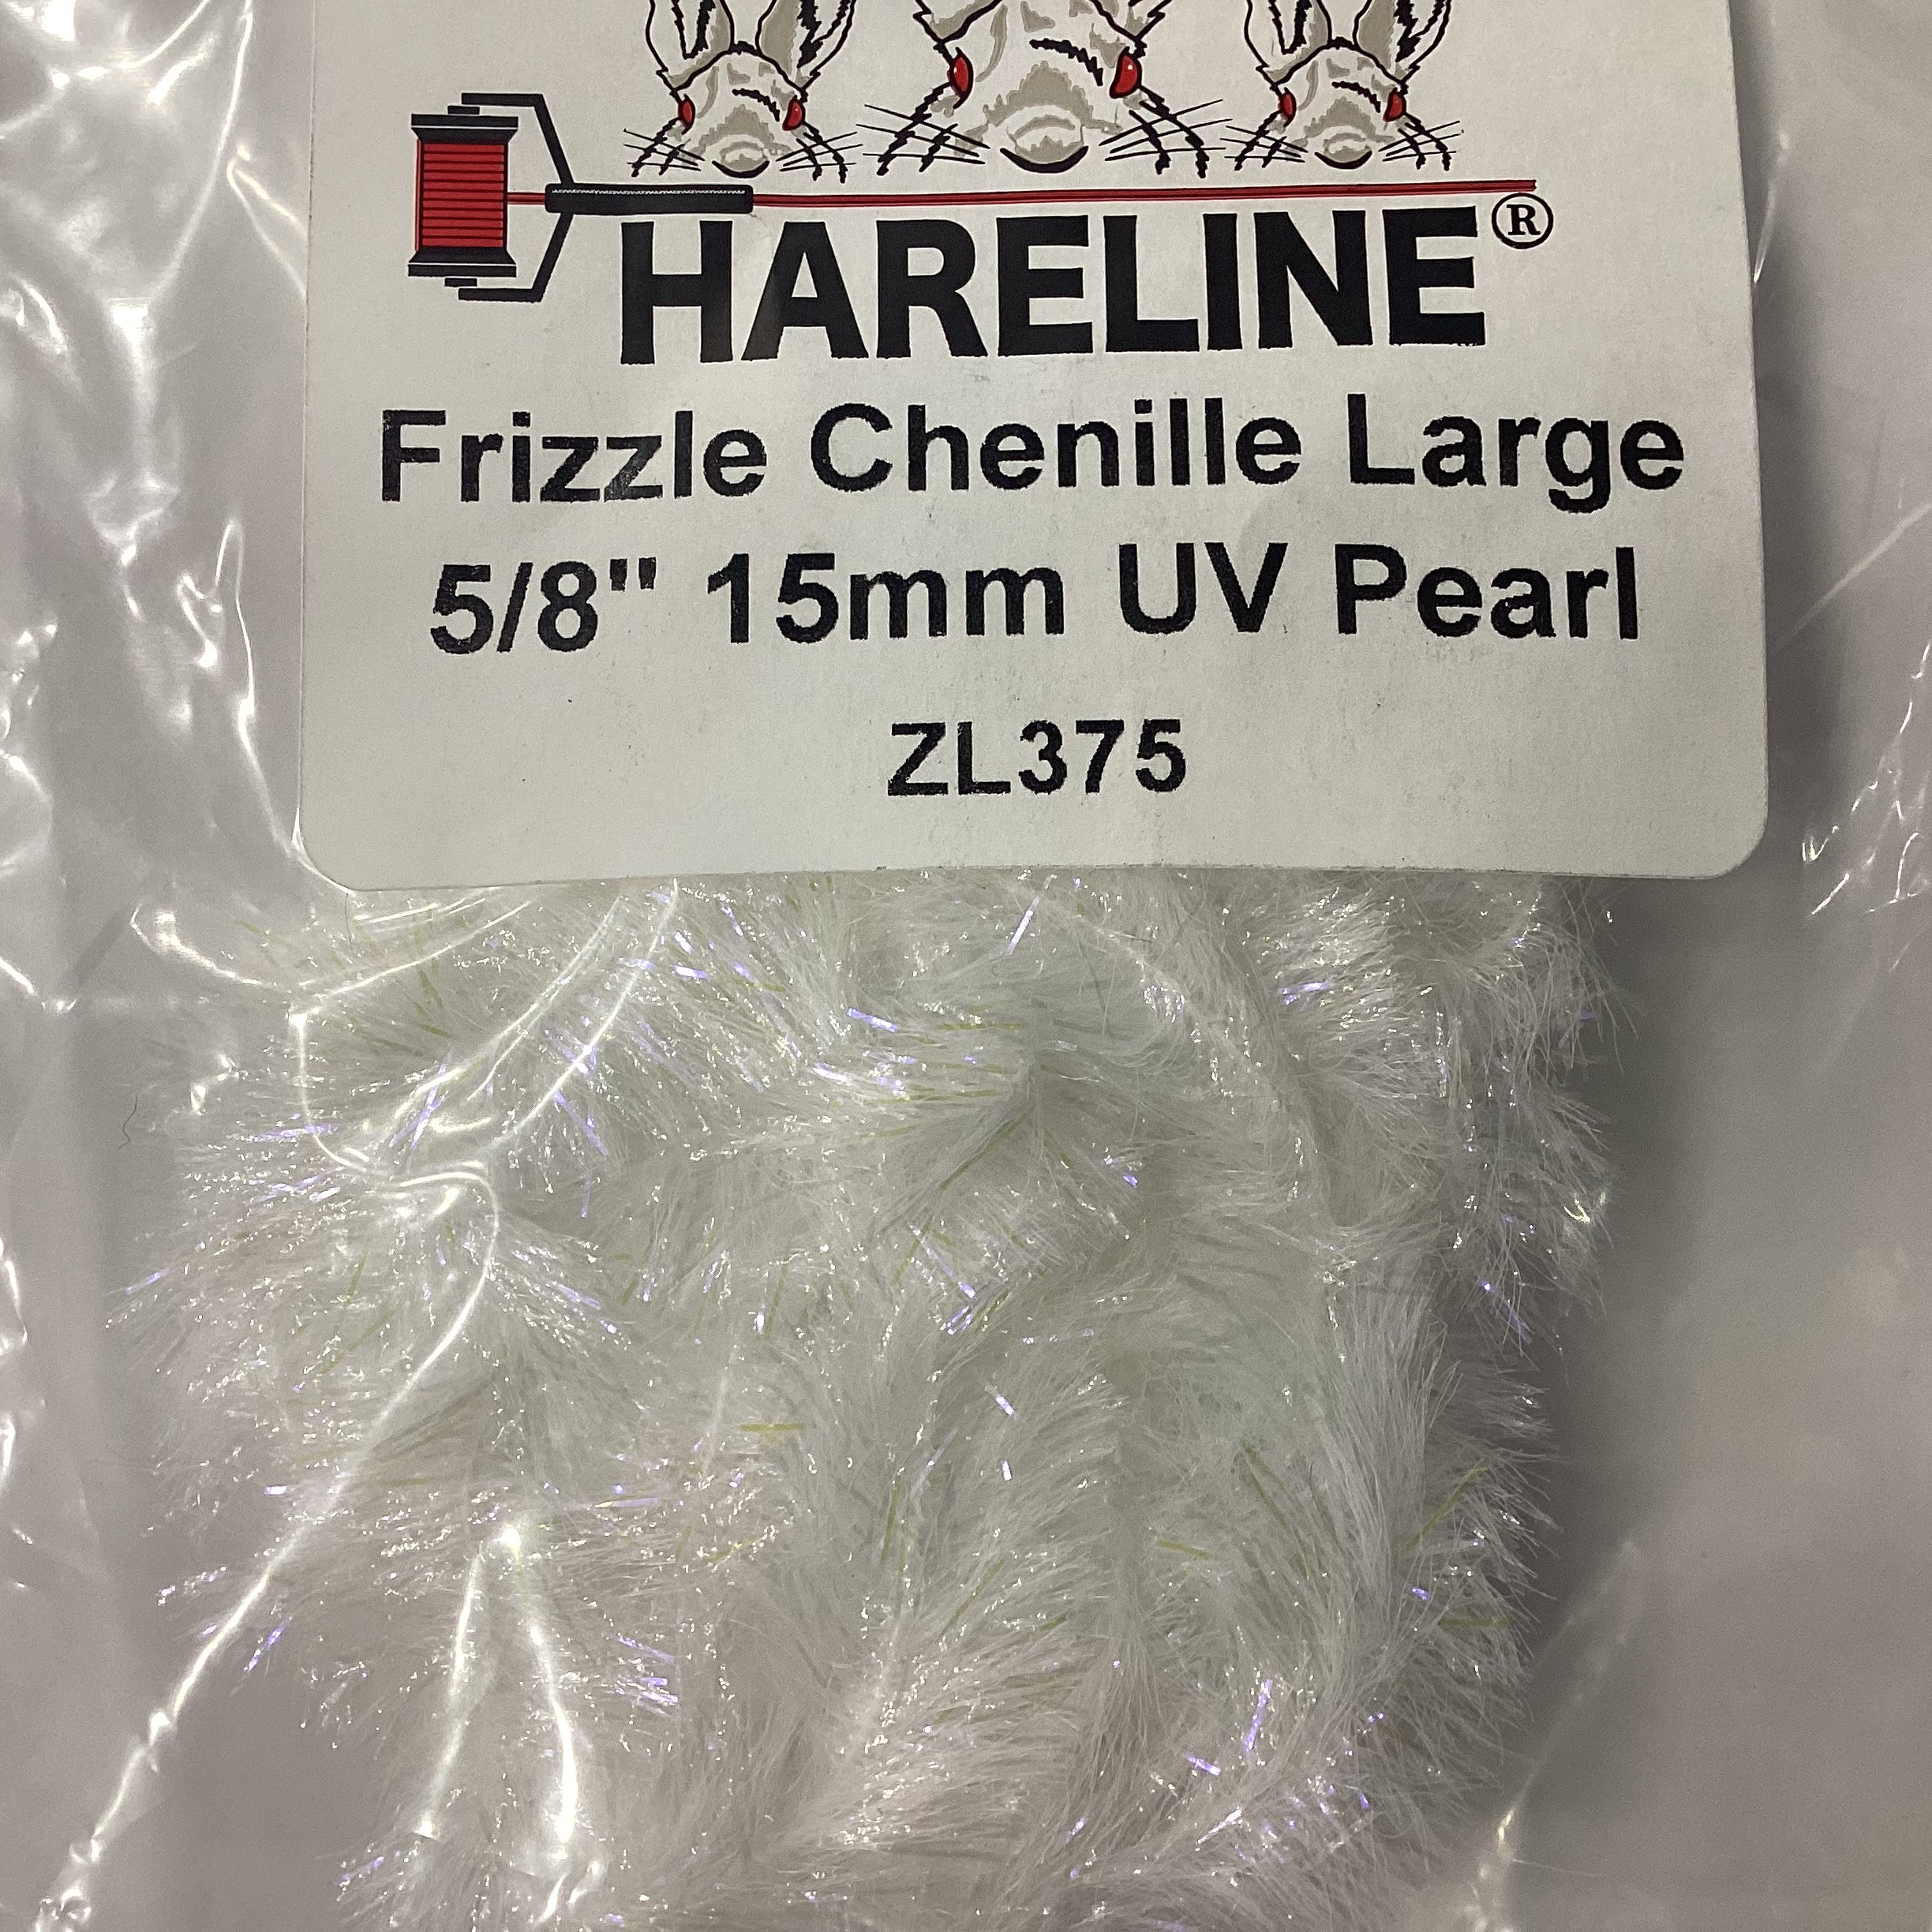 HARELINE®
Frizzle Chenille Large
5/8" 15mm UV Pearl
ZL375